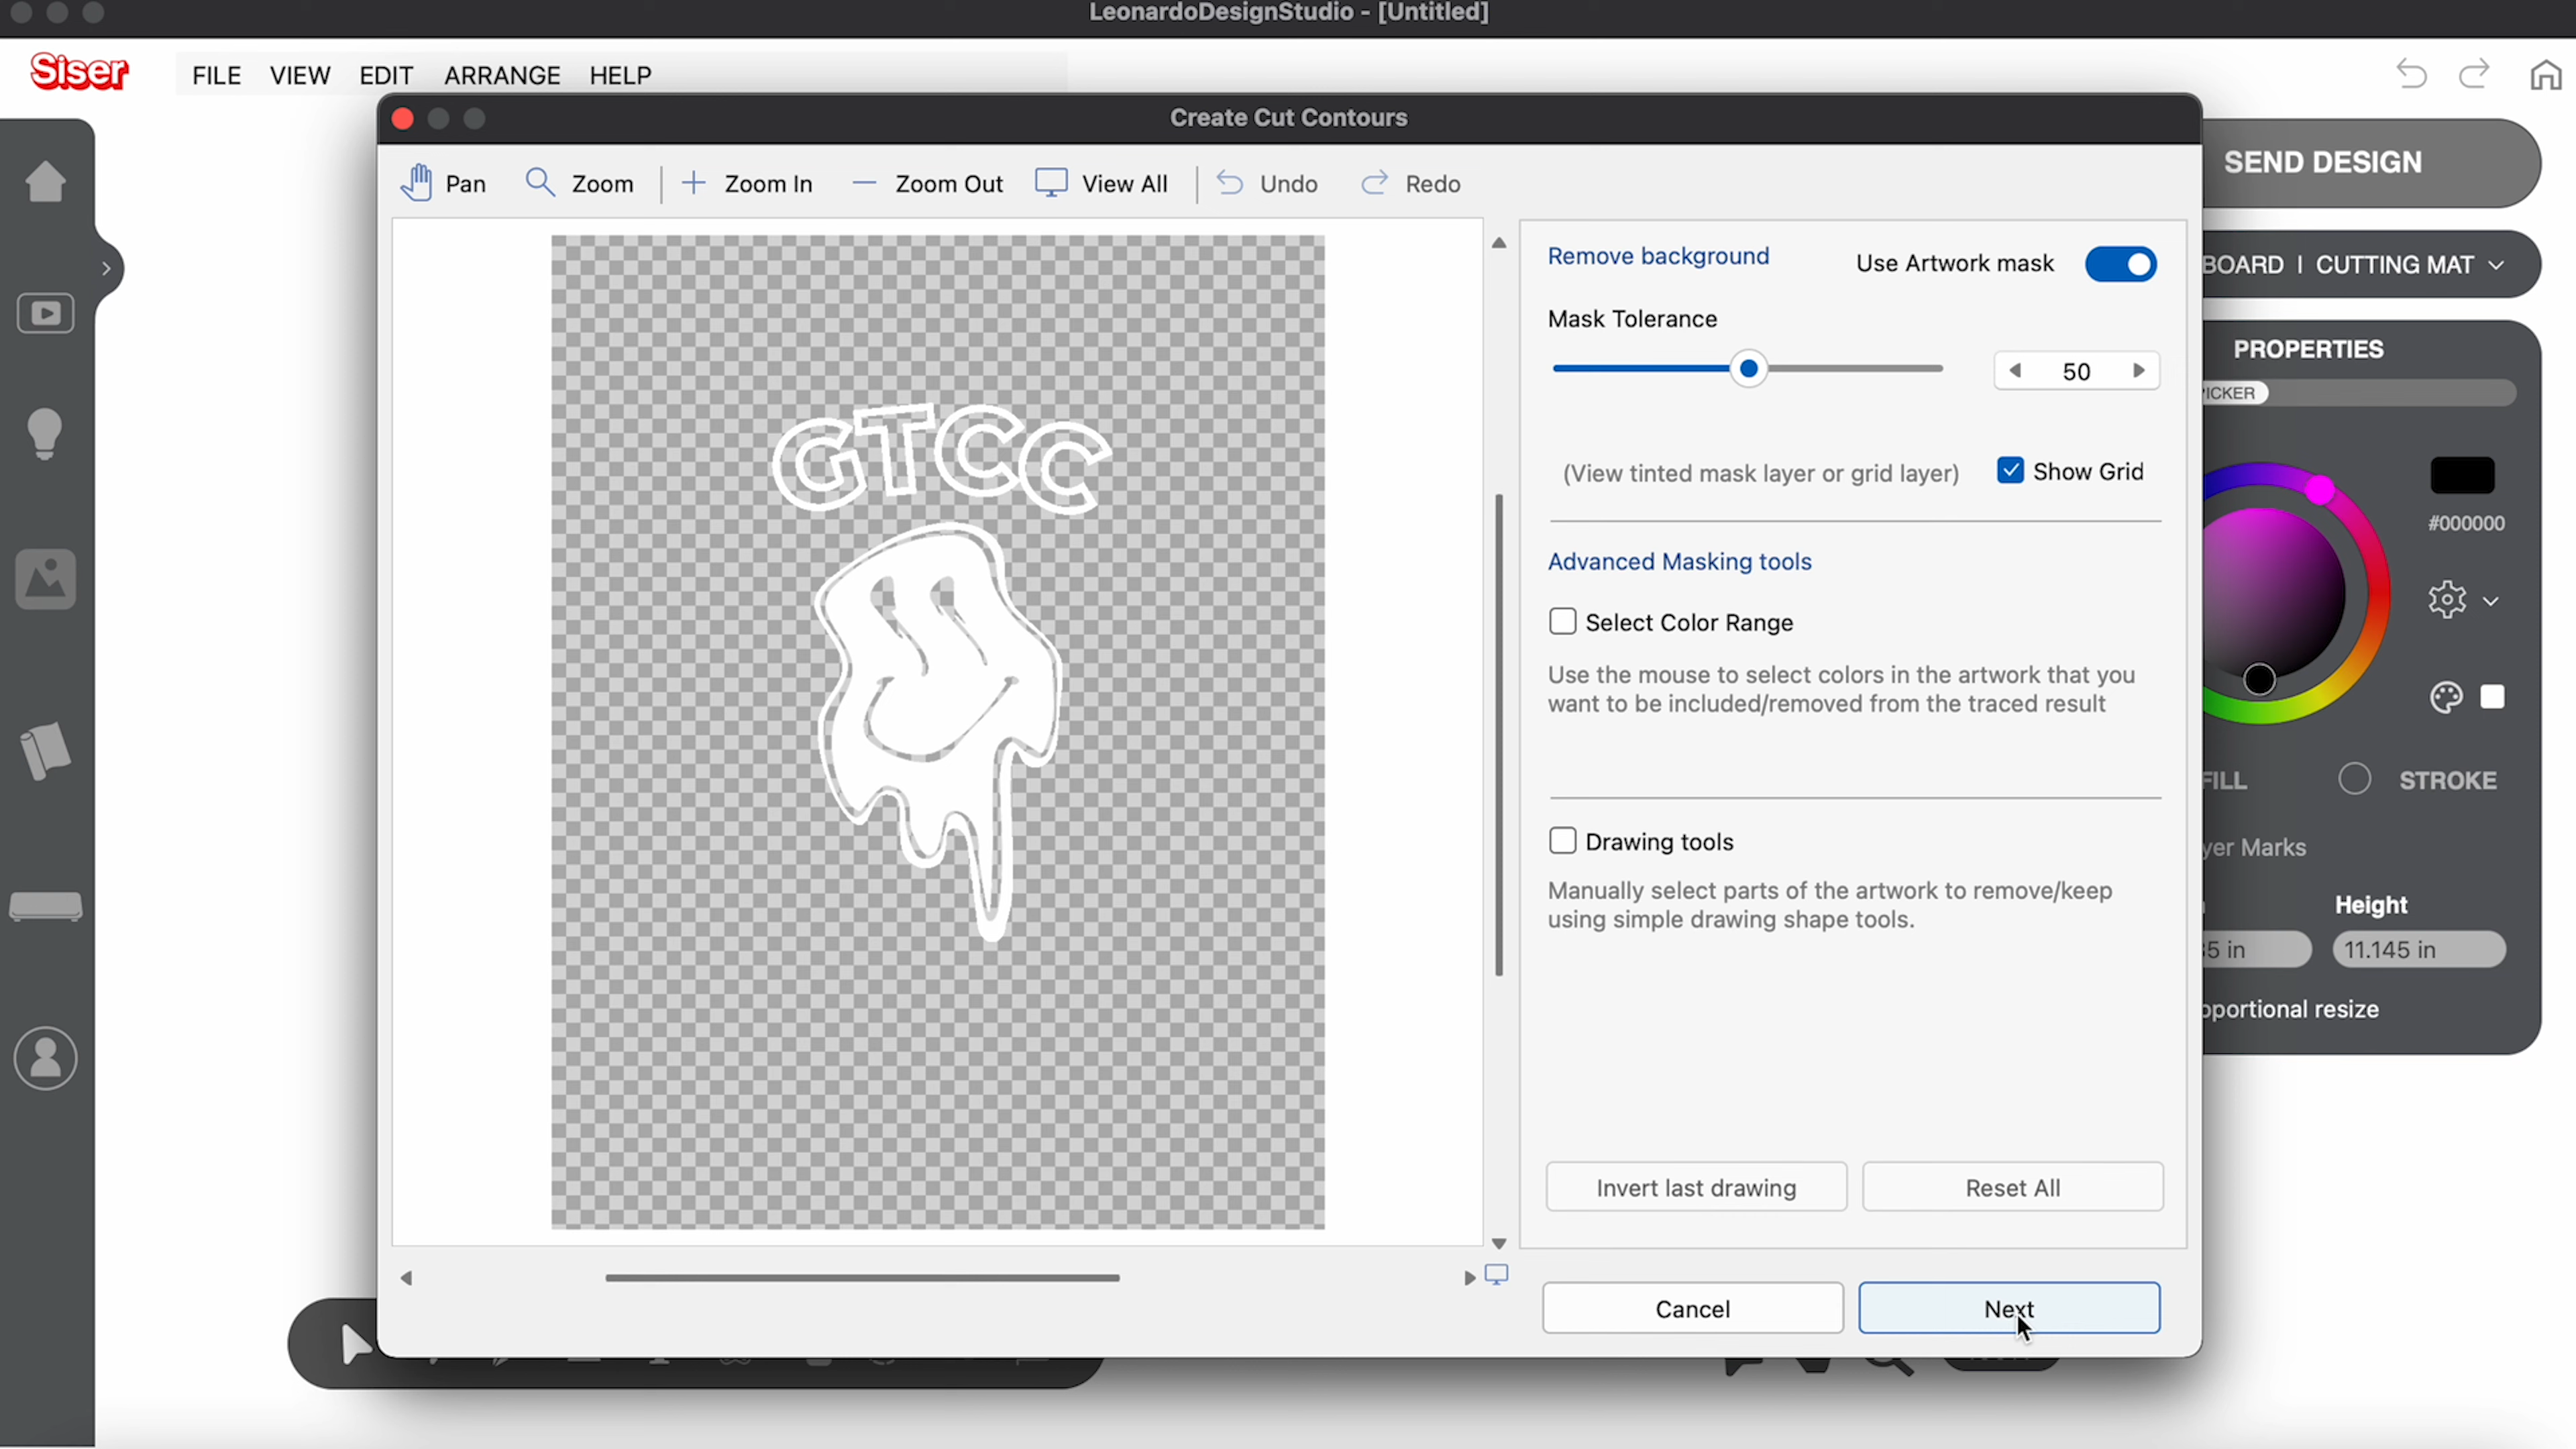 LeonardoDesignStudio - [Untitled]
Siser
FILE VIEW EDIT ARRANGE HELP
Create Cut Contours
Pan Zoom Zoom In Zoom Out View All Undo Redo
SEND DESIGN
Remove background
Use Artwork mask
BOARD | CUTTING MAT
Mask Tolerance
50
PROPERTIES
ICKER
GTCC
(View tinted mask layer or grid layer)
Show Grid
#000000
Advanced Masking tools
Select Color Range
Use the mouse to select colors in the artwork that you
want to be included/removed from the traced result
FILL STROKE
Drawing tools
yer Marks
Manually select parts of the artwork to remove/keep
using simple drawing shape tools.
Height
5 in 11.145 in
oportional resize
Invert last drawing Reset All
Cancel Next